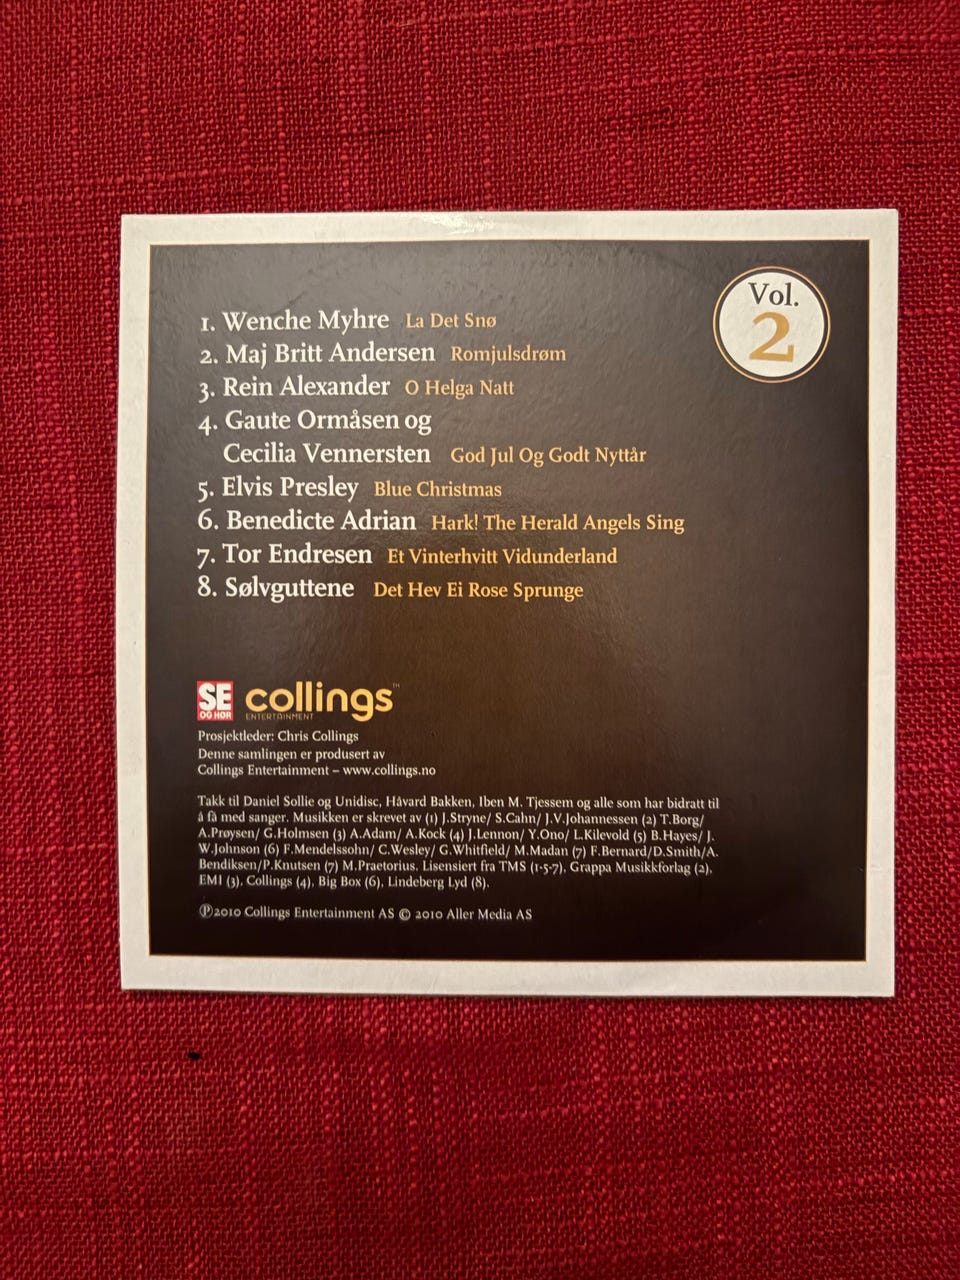 Vol.
2
1. Wenche Myhre La Det Snø
2. Maj Britt Andersen Romjulsdrøm
3. Rein Alexander O Helga Natt
4. Gaute Ormåsen og
Cecilia Vennersten God Jul Og Godt Nyttår
5. Elvis Presley Blue Christmas
6. Benedicte Adrian Hark! The Herald Angels Sing
7. Tor Endresen Et Vinterhvitt Vidunderland
8. Sølvguttene Det Hev Ei Rose Sprunge
SE
OG HØR
collings™
ENTERTAINMENT
Prosjektleder: Chris Collings
Denne samlingen er produsert av
Collings Entertainment – www.collings.no
Takk til Daniel Sollie og Unidisc, Håvard Bakken, Iben M. Tjessem og alle som har bidratt til
å få med sanger. Musikken er skrevet av (1) J.Stryne/ S.Cahn/ J.V.Johannessen (2) T.Borg/
A.Prøysen/ G.Holmsen (3) A.Adam/ A.Kock (4) J.Lennon/ Y.Ono/ L.Kilevold (5) B.Hayes/ J.
W.Johnson (6) F.Mendelssohn/ C.Wesley/ G.Whitfield/ M.Madan (7) F.Bernard/D.Smith/A.
Bendiksen/P.Knutsen (7) M.Praetorius. Lisensiert fra TMS (1-5-7), Grappa Musikkforlag (2),
EMI (3), Collings (4), Big Box (6), Lindeberg Lyd (8).
℗2010 Collings Entertainment AS © 2010 Aller Media AS